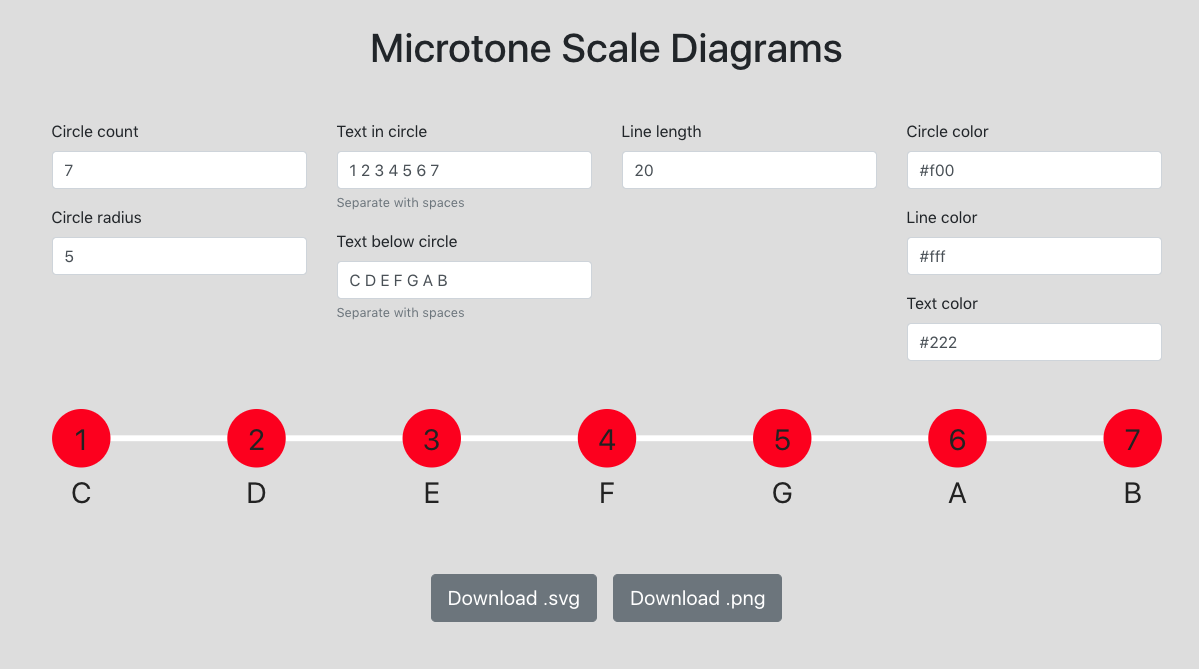 Microtone Scale Diagrams
Circle count
7
Circle radius
5
Text in circle
1 2 3 4 5 6 7
Separate with spaces
Text below circle
C D E F G A B
Separate with spaces
Line length
20
Circle color
#f00
Line color
#fff
Text color
#222
1 2 3 4 5 6 7
C D E F G A B
Download .svg Download .png